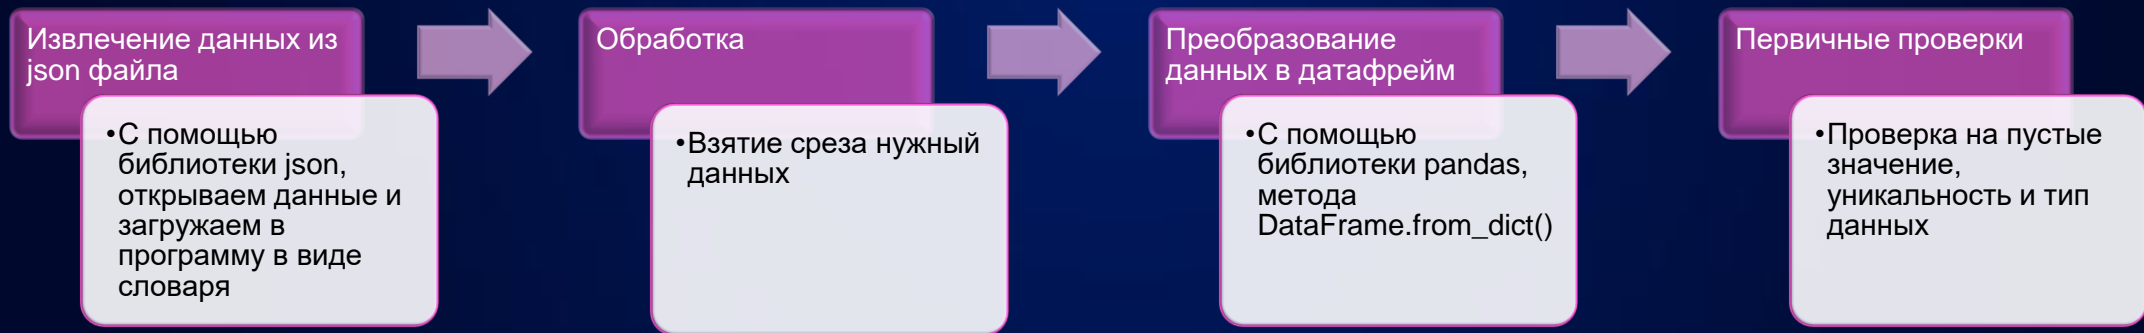 Извлечение данных из
json файла
•С помощью
библиотеки json,
открываем данные и
загружаем в
программу в виде
словаря
Обработка
•Взятие среза нужный
данных
Преобразование
данных в датафрейм
•С помощью
библиотеки pandas,
метода
DataFrame.from_dict()
Первичные проверки
•Проверка на пустые
значение,
уникальность и тип
данных